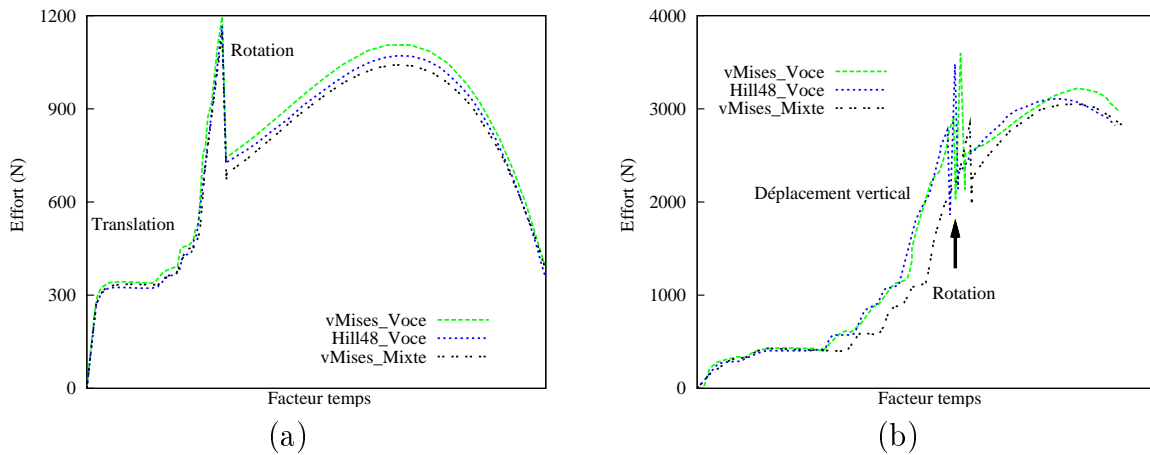 1200
900
600
300
0
Effort (N)
Rotation
Translation
vMises_Voce
Hill48_Voce
vMises_Mixte
Facteur temps
(a)
4000
3000
2000
1000
0
Effort (N)
vMises_Voce
Hill48_Voce
vMises_Mixte
Déplacement vertical
Rotation
Facteur temps
(b)